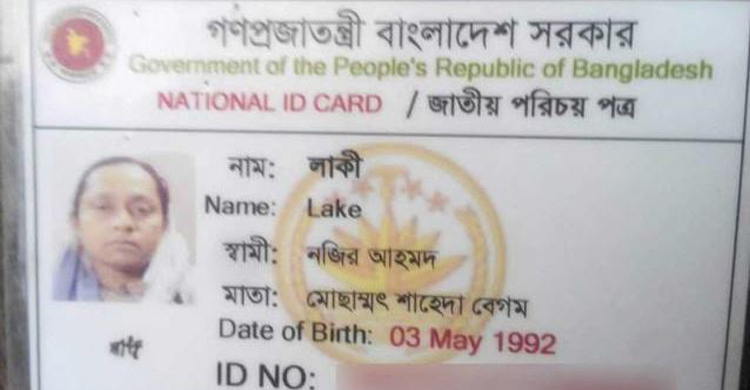 গণপ্রজাতন্ত্রী বাংলাদেশ সরকার
Government of the People's Republic of Bangladesh
NATIONAL ID CARD / জাতীয় পরিচয় পত্র
নাম: লাকী
Name: Lake
স্বামী: নজির আহমদ
মাতা: মোছাম্মৎ শাহেদা বেগম
Date of Birth: 03 May 1992
ID NO: